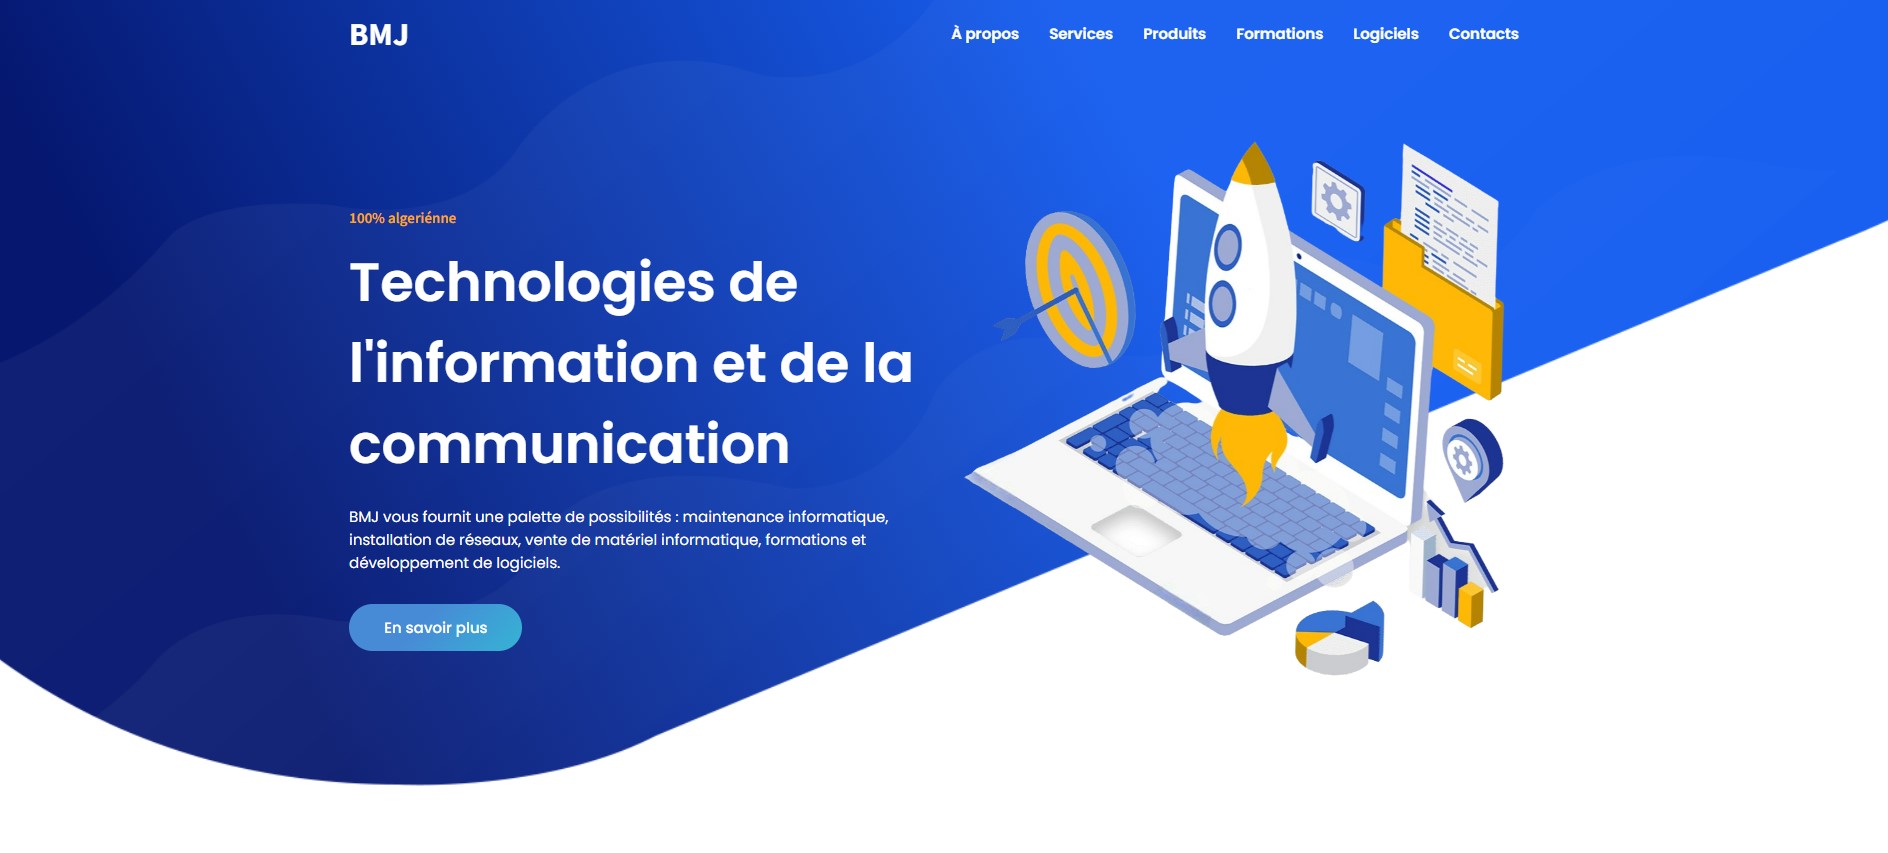 BMJ
À propos Services Produits Formations Logiciels Contacts
100% algeriénne
Technologies de
l'information et de la
communication
BMJ vous fournit une palette de possibilités : maintenance informatique,
installation de réseaux, vente de matériel informatique, formations et
développement de logiciels.
En savoir plus